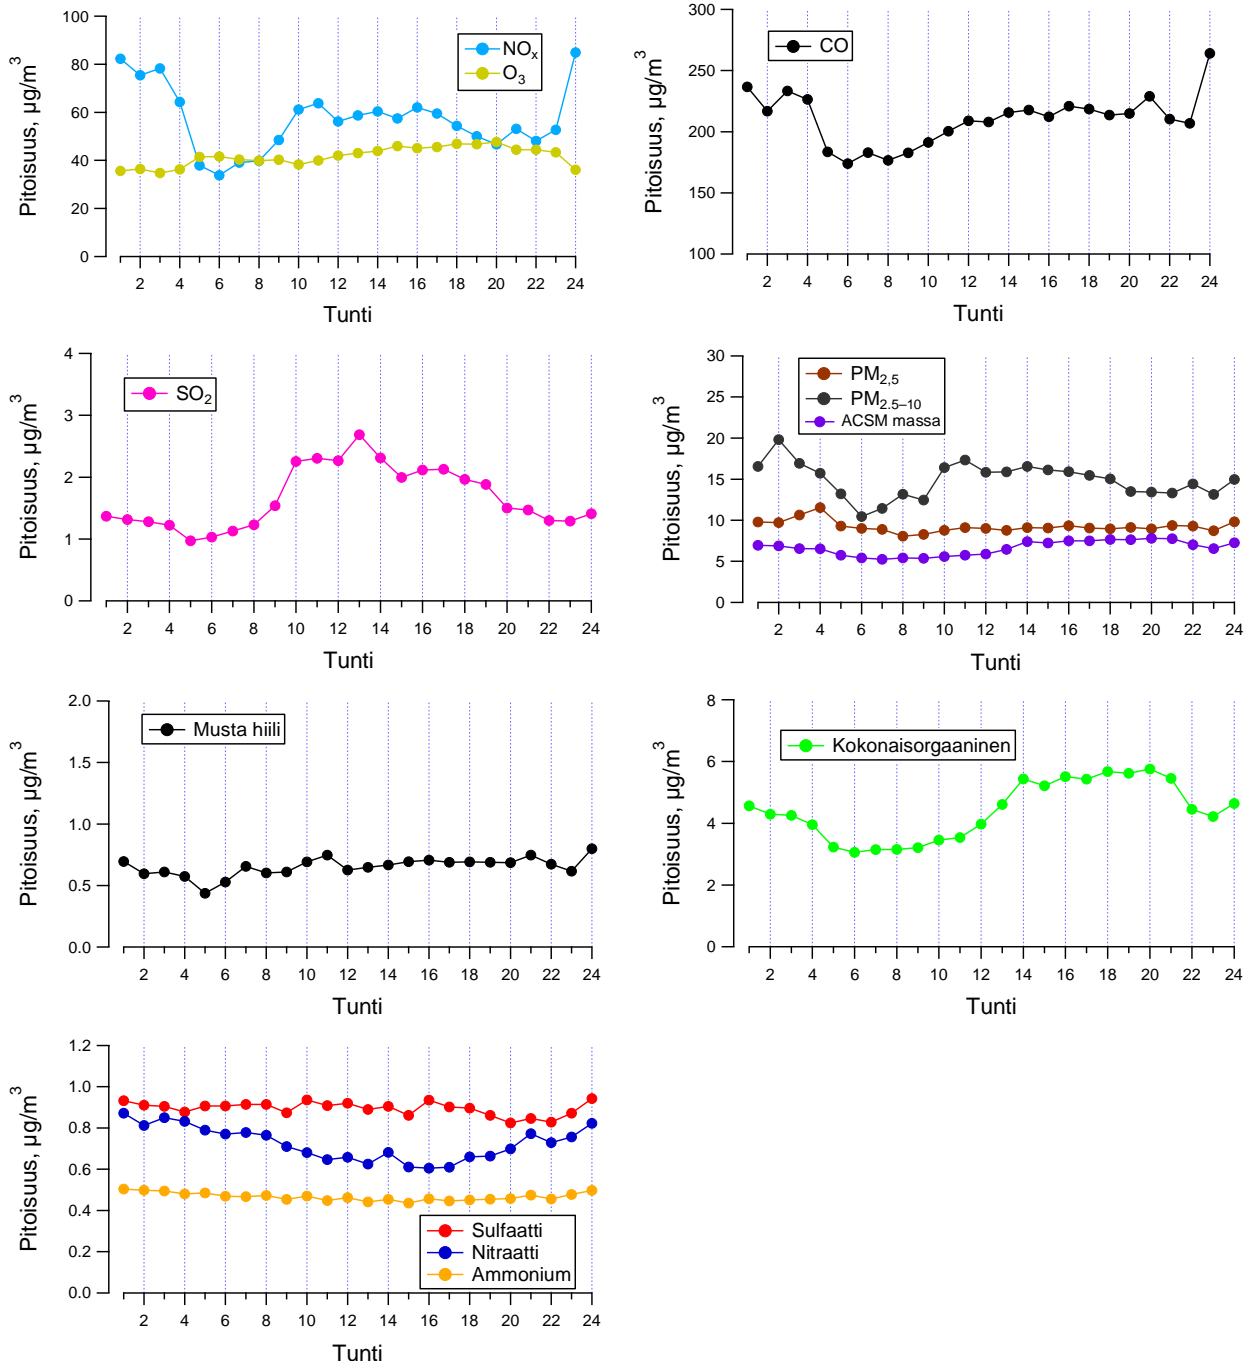 100
80
60
40
20
0
Pitoisuus, µg/m³
NOₓ
O₃
2 4 6 8 10 12 14 16 18 20 22 24
Tunti
300
250
200
150
100
Pitoisuus, µg/m³
CO
2 4 6 8 10 12 14 16 18 20 22 24
Tunti
4
3
2
1
0
Pitoisuus, µg/m³
SO₂
2 4 6 8 10 12 14 16 18 20 22 24
Tunti
30
25
20
15
10
5
0
Pitoisuus, µg/m³
PM₂,₅
PM₂.₅₋₁₀
ACSM massa
2 4 6 8 10 12 14 16 18 20 22 24
Tunti
2.0
1.5
1.0
0.5
0.0
Pitoisuus, µg/m³
Musta hiili
2 4 6 8 10 12 14 16 18 20 22 24
Tunti
8
6
4
2
0
Pitoisuus, µg/m³
Kokonaisorgaaninen
2 4 6 8 10 12 14 16 18 20 22 24
Tunti
1.2
1.0
0.8
0.6
0.4
0.2
0.0
Pitoisuus, µg/m³
Sulfaatti
Nitraatti
Ammonium
2 4 6 8 10 12 14 16 18 20 22 24
Tunti